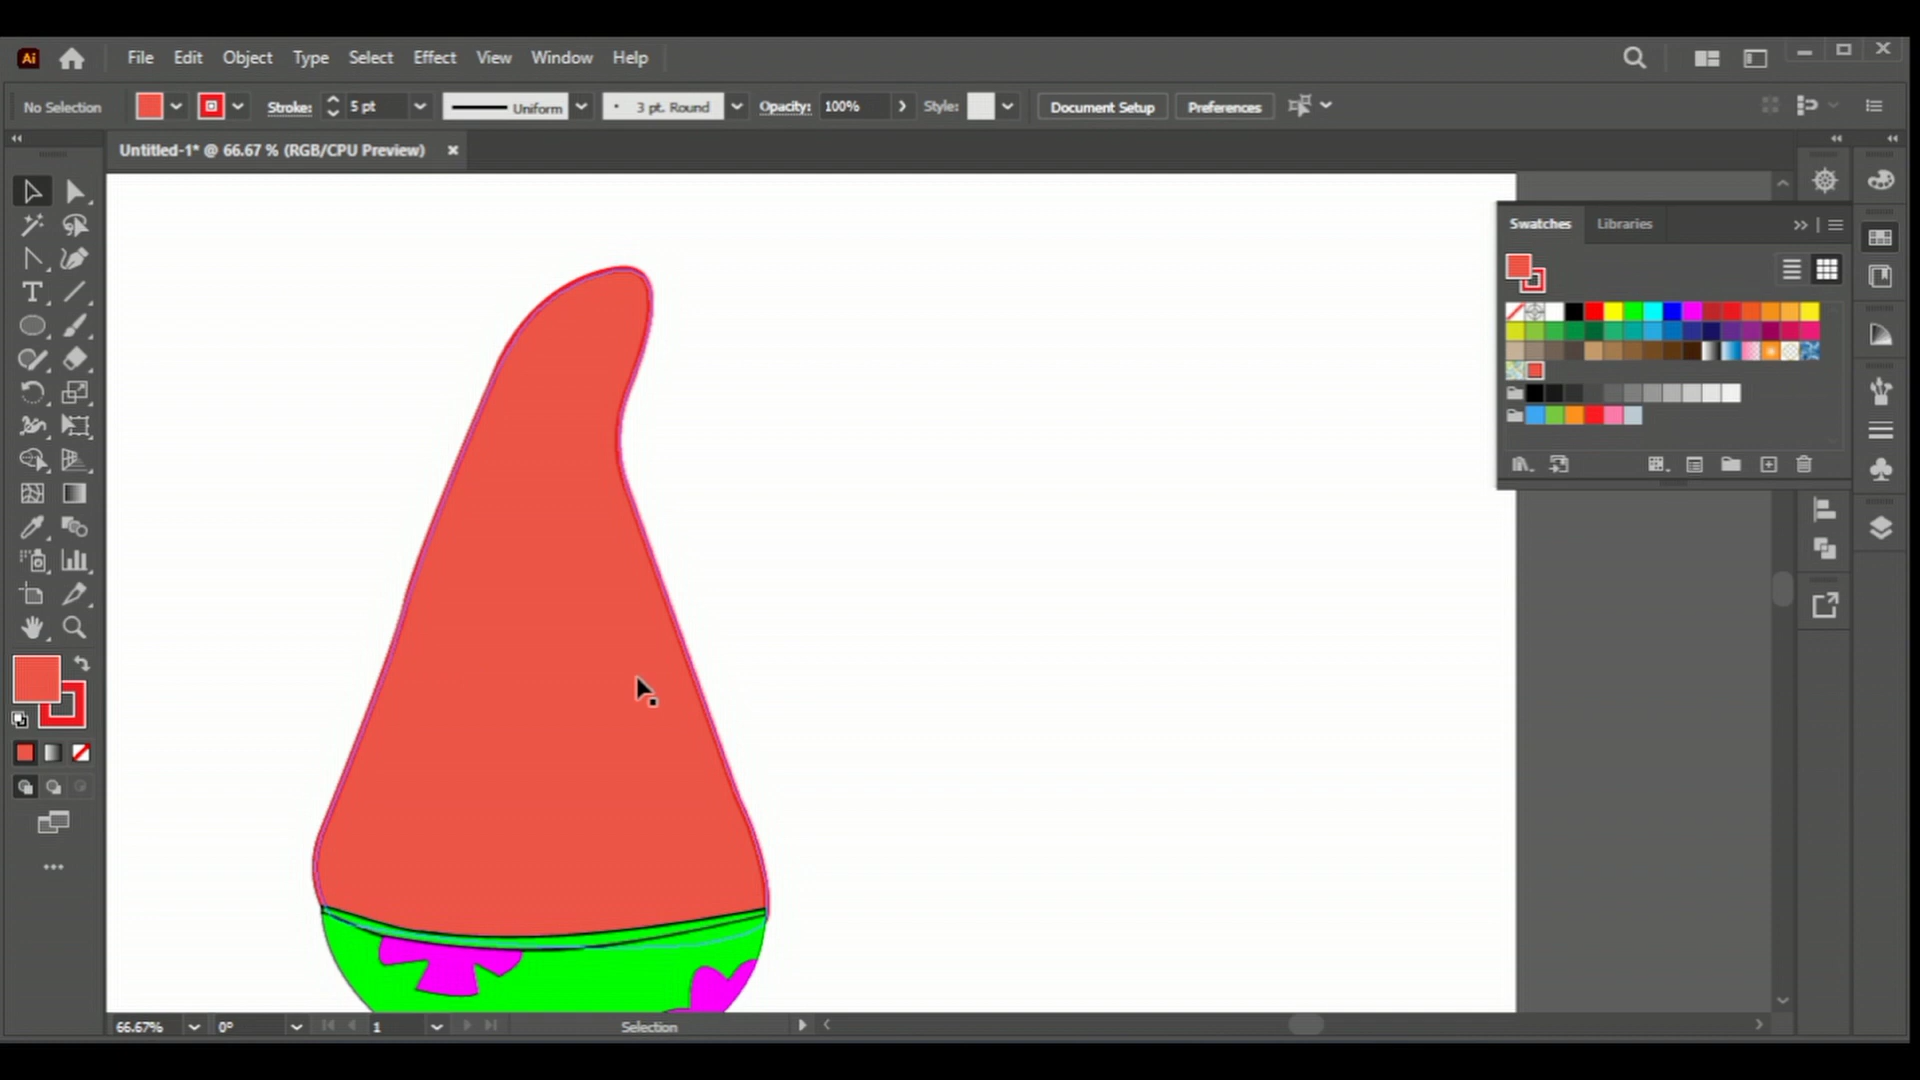 Ai File Edit Object Type Select Effect View Window Help
No Selection Stroke: 5 pt Uniform 3 pt. Round Opacity: 100% Style: Document Setup Preferences
Untitled-1* @ 66.67 % (RGB/CPU Preview)
Swatches Libraries
66.67% 0° 1 Selection